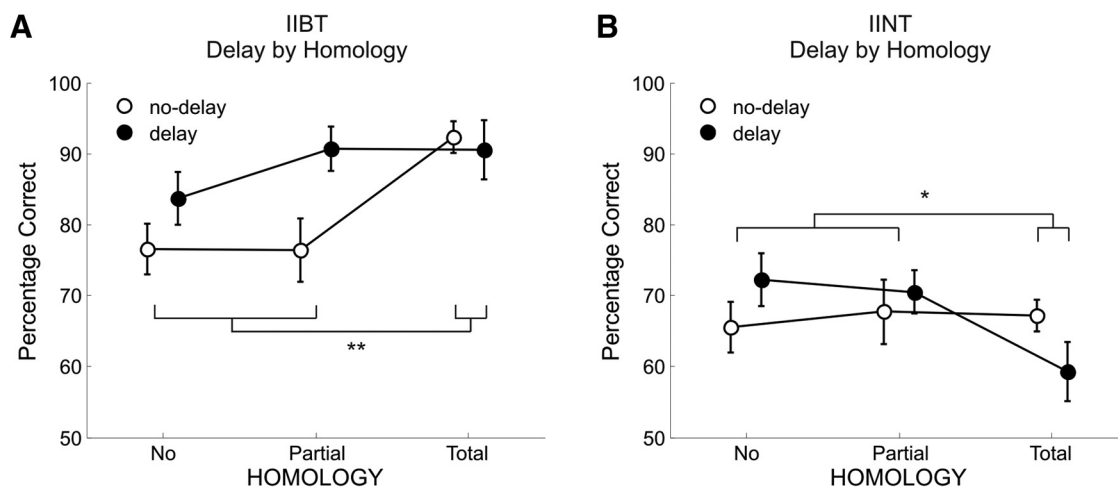 A
IIBT
Delay by Homology
Percentage Correct
100
90
80
70
60
50
no-delay
delay
**
No
Partial
Total
HOMOLOGY
B
IINT
Delay by Homology
Percentage Correct
100
90
80
70
60
50
no-delay
delay
*
No
Partial
Total
HOMOLOGY